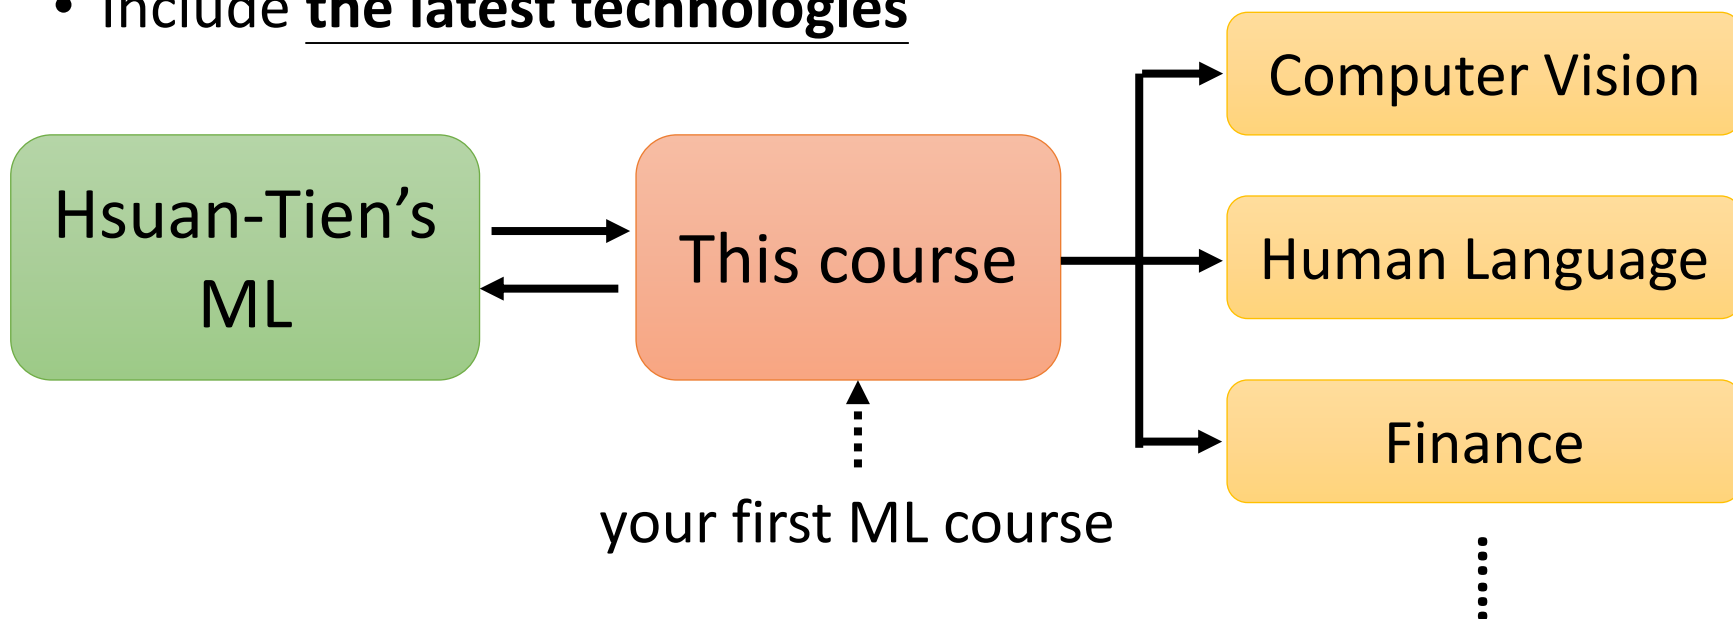 • Include the latest technologies
Hsuan-Tien’s
ML
This course
your first ML course
Computer Vision
Human Language
Finance